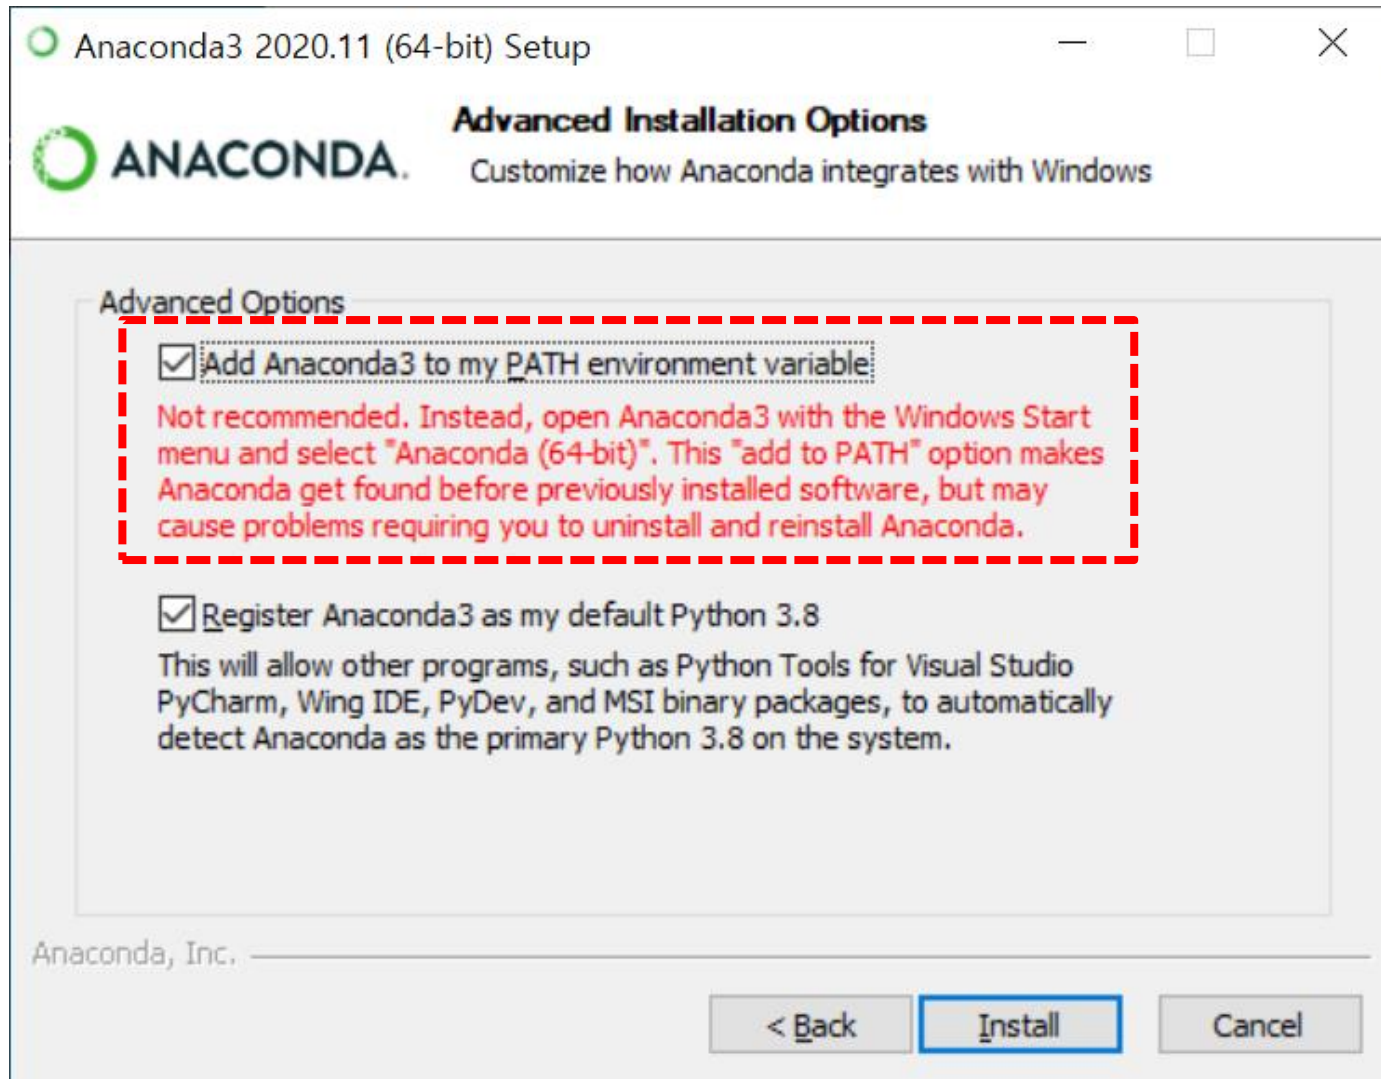 Anaconda3 2020.11 (64-bit) Setup
ANACONDA.
Advanced Installation Options
Customize how Anaconda integrates with Windows
Advanced Options
Add Anaconda3 to my PATH environment variable
Not recommended. Instead, open Anaconda3 with the Windows Start
menu and select "Anaconda (64-bit)". This "add to PATH" option makes
Anaconda get found before previously installed software, but may
cause problems requiring you to uninstall and reinstall Anaconda.
Register Anaconda3 as my default Python 3.8
This will allow other programs, such as Python Tools for Visual Studio
PyCharm, Wing IDE, PyDev, and MSI binary packages, to automatically
detect Anaconda as the primary Python 3.8 on the system.
Anaconda, Inc.
< Back
Install
Cancel